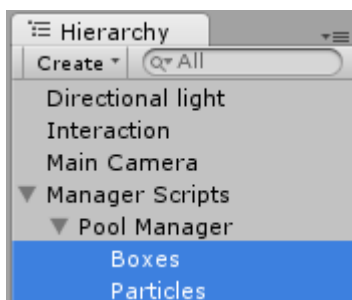 Hierarchy
Create All
Directional light
Interaction
Main Camera
Manager Scripts
Pool Manager
Boxes
Particles